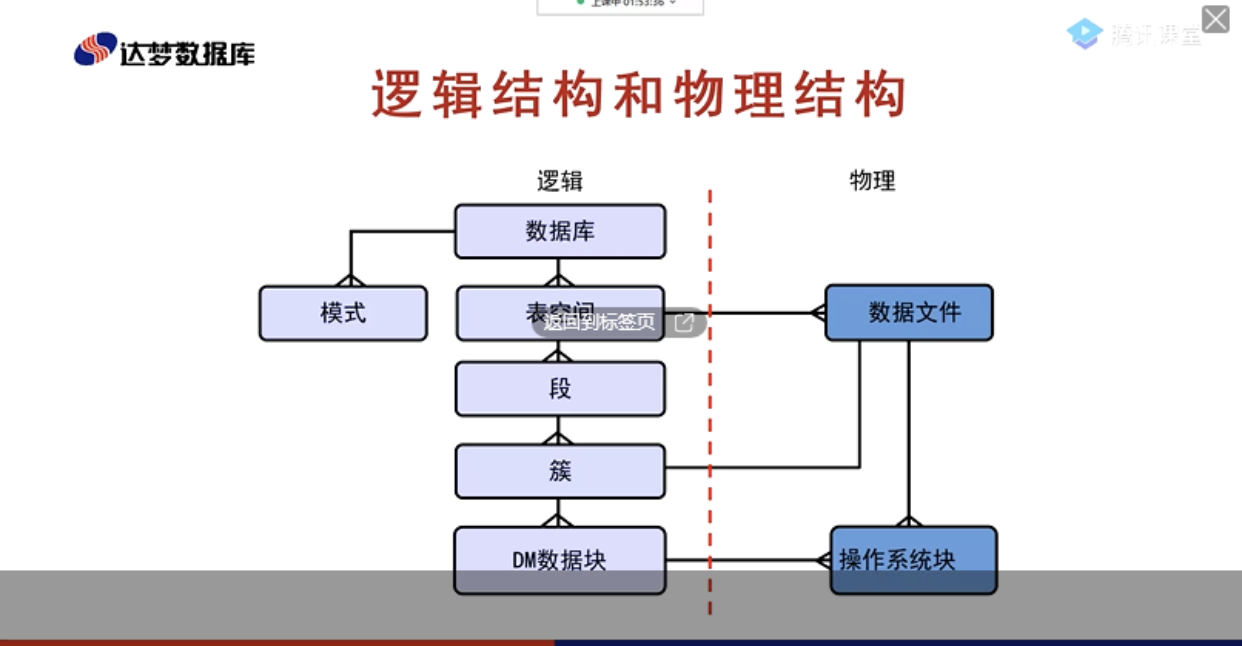 上课中 01:53:36
达梦数据库
腾讯课堂
逻辑结构和物理结构
逻辑
物理
数据库
模式
表空间
数据文件
返回到标签页
段
簇
DM数据块
操作系统块